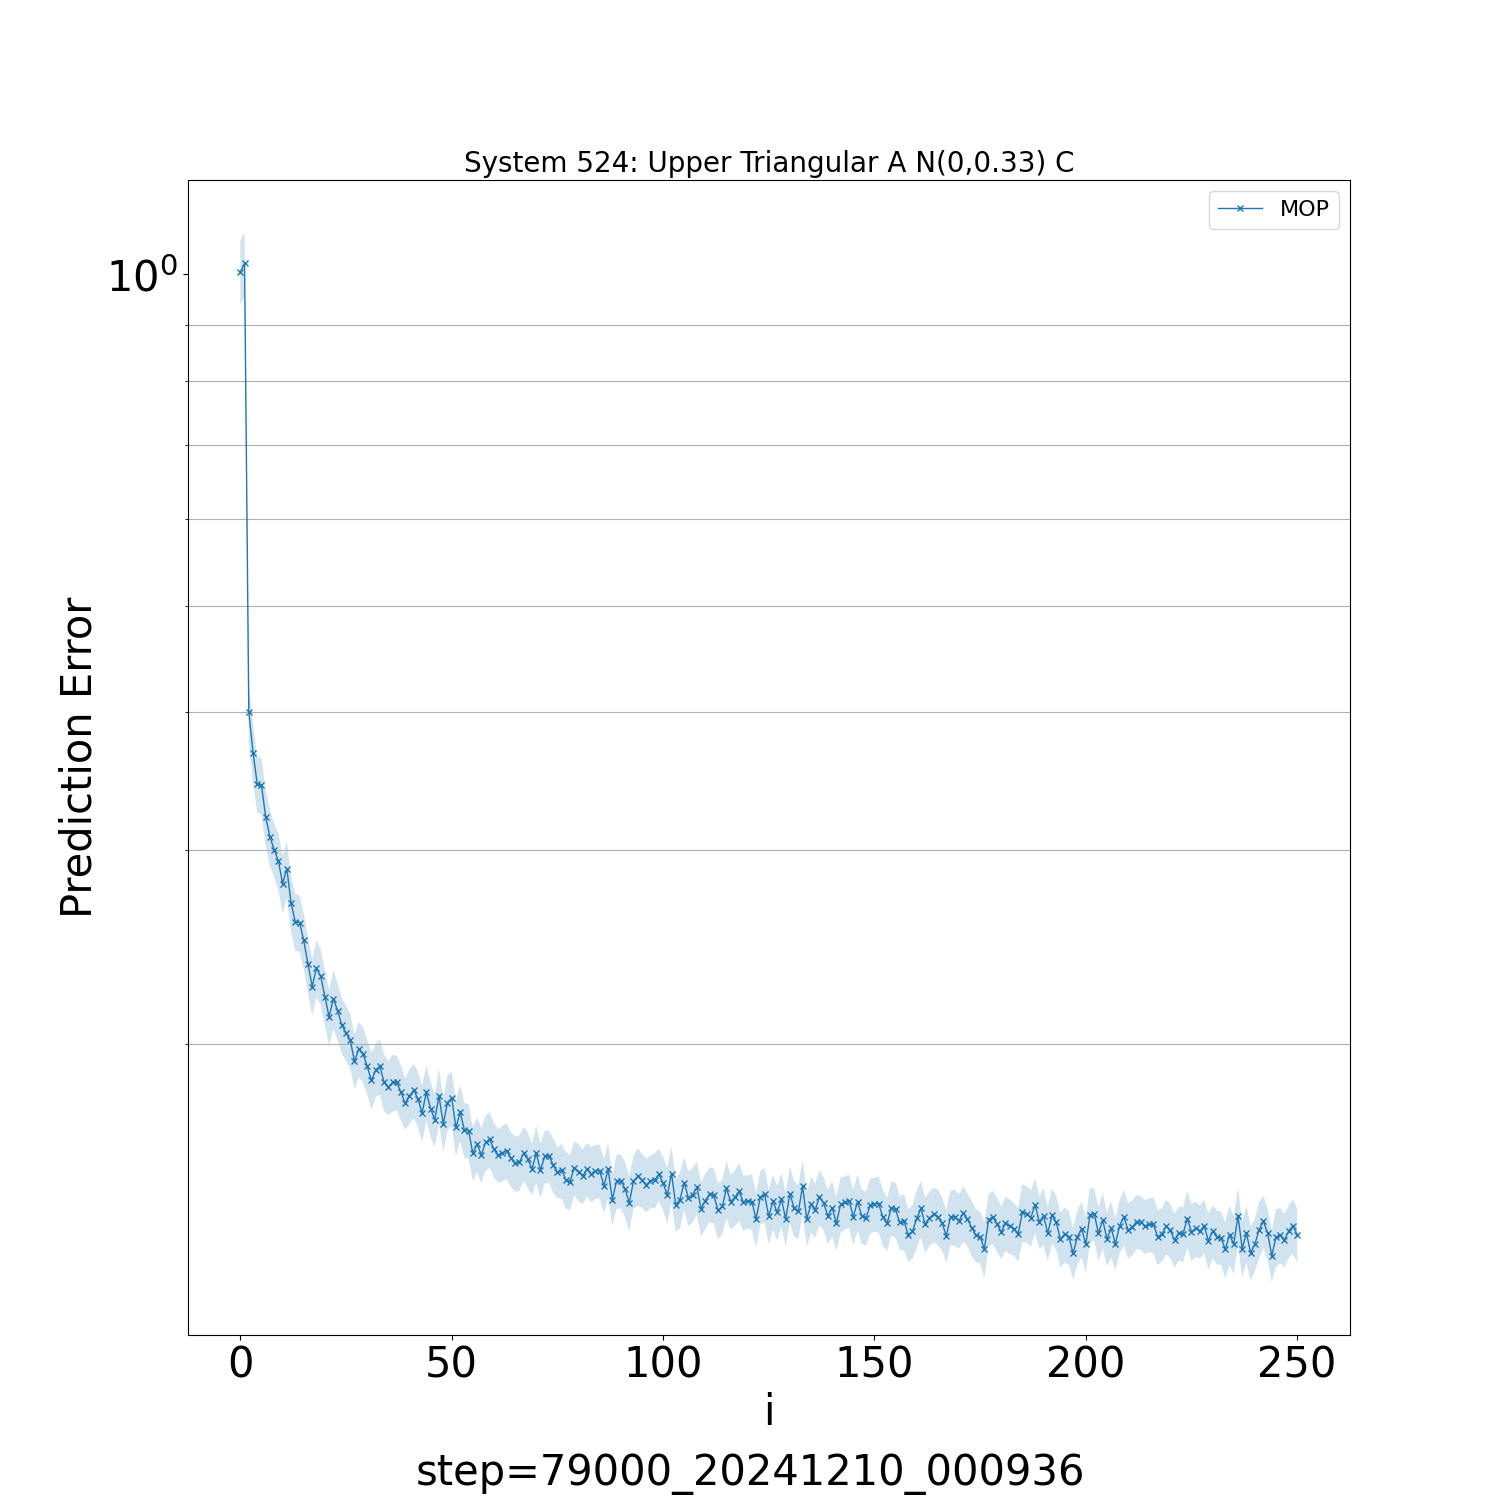 System 524: Upper Triangular A N(0,0.33) C
MOP
10⁰
Prediction Error
0 50 100 150 200 250
i
step=79000_20241210_000936